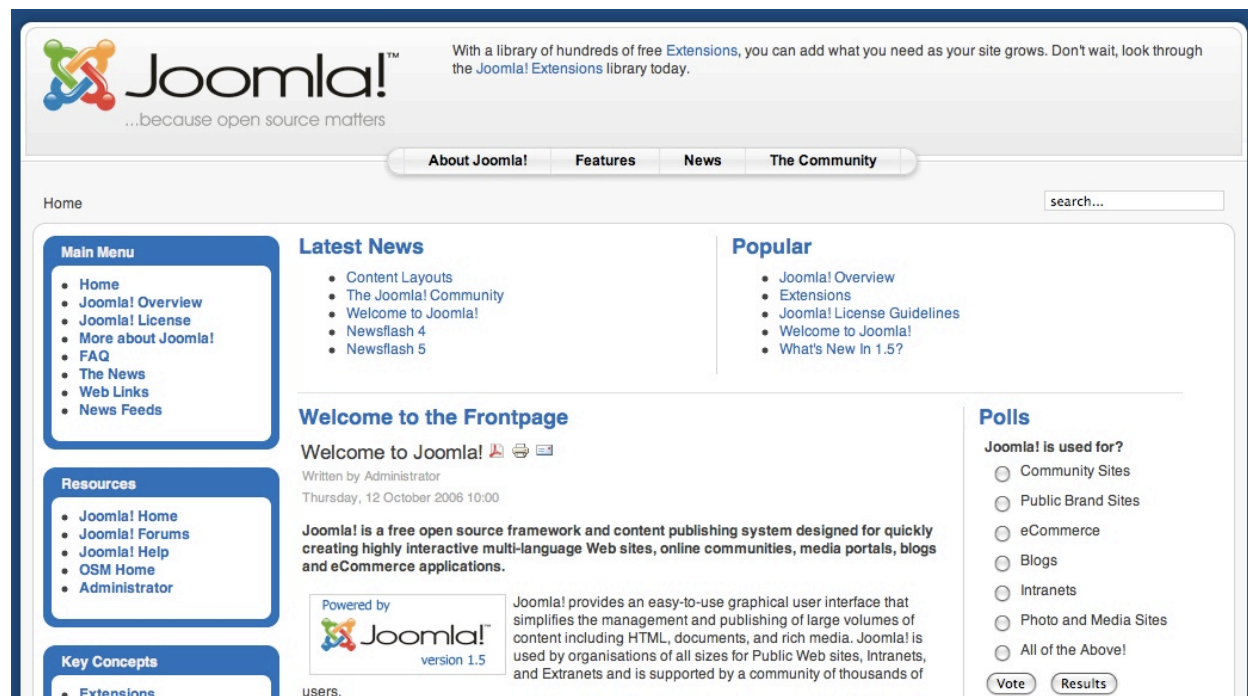 Joomla!™
...because open source matters
With a library of hundreds of free Extensions, you can add what you need as your site grows. Don't wait, look through
the Joomla! Extensions library today.
About Joomla! Features News The Community
Home
search...
Main Menu
Home
Joomla! Overview
Joomla! License
More about Joomla!
FAQ
The News
Web Links
News Feeds
Resources
Joomla! Home
Joomla! Forums
Joomla! Help
OSM Home
Administrator
Key Concepts
Extensions
Latest News
Content Layouts
The Joomla! Community
Welcome to Joomla!
Newsflash 4
Newsflash 5
Popular
Joomla! Overview
Extensions
Joomla! License Guidelines
Welcome to Joomla!
What's New In 1.5?
Welcome to the Frontpage
Welcome to Joomla!
Written by Administrator
Thursday, 12 October 2006 10:00
Joomla! is a free open source framework and content publishing system designed for quickly
creating highly interactive multi-language Web sites, online communities, media portals, blogs
and eCommerce applications.
Powered by
Joomla!™
version 1.5
Joomla! provides an easy-to-use graphical user interface that
simplifies the management and publishing of large volumes of
content including HTML, documents, and rich media. Joomla! is
used by organisations of all sizes for Public Web sites, Intranets,
and Extranets and is supported by a community of thousands of
users.
Polls
Joomla! is used for?
Community Sites
Public Brand Sites
eCommerce
Blogs
Intranets
Photo and Media Sites
All of the Above!
Vote Results